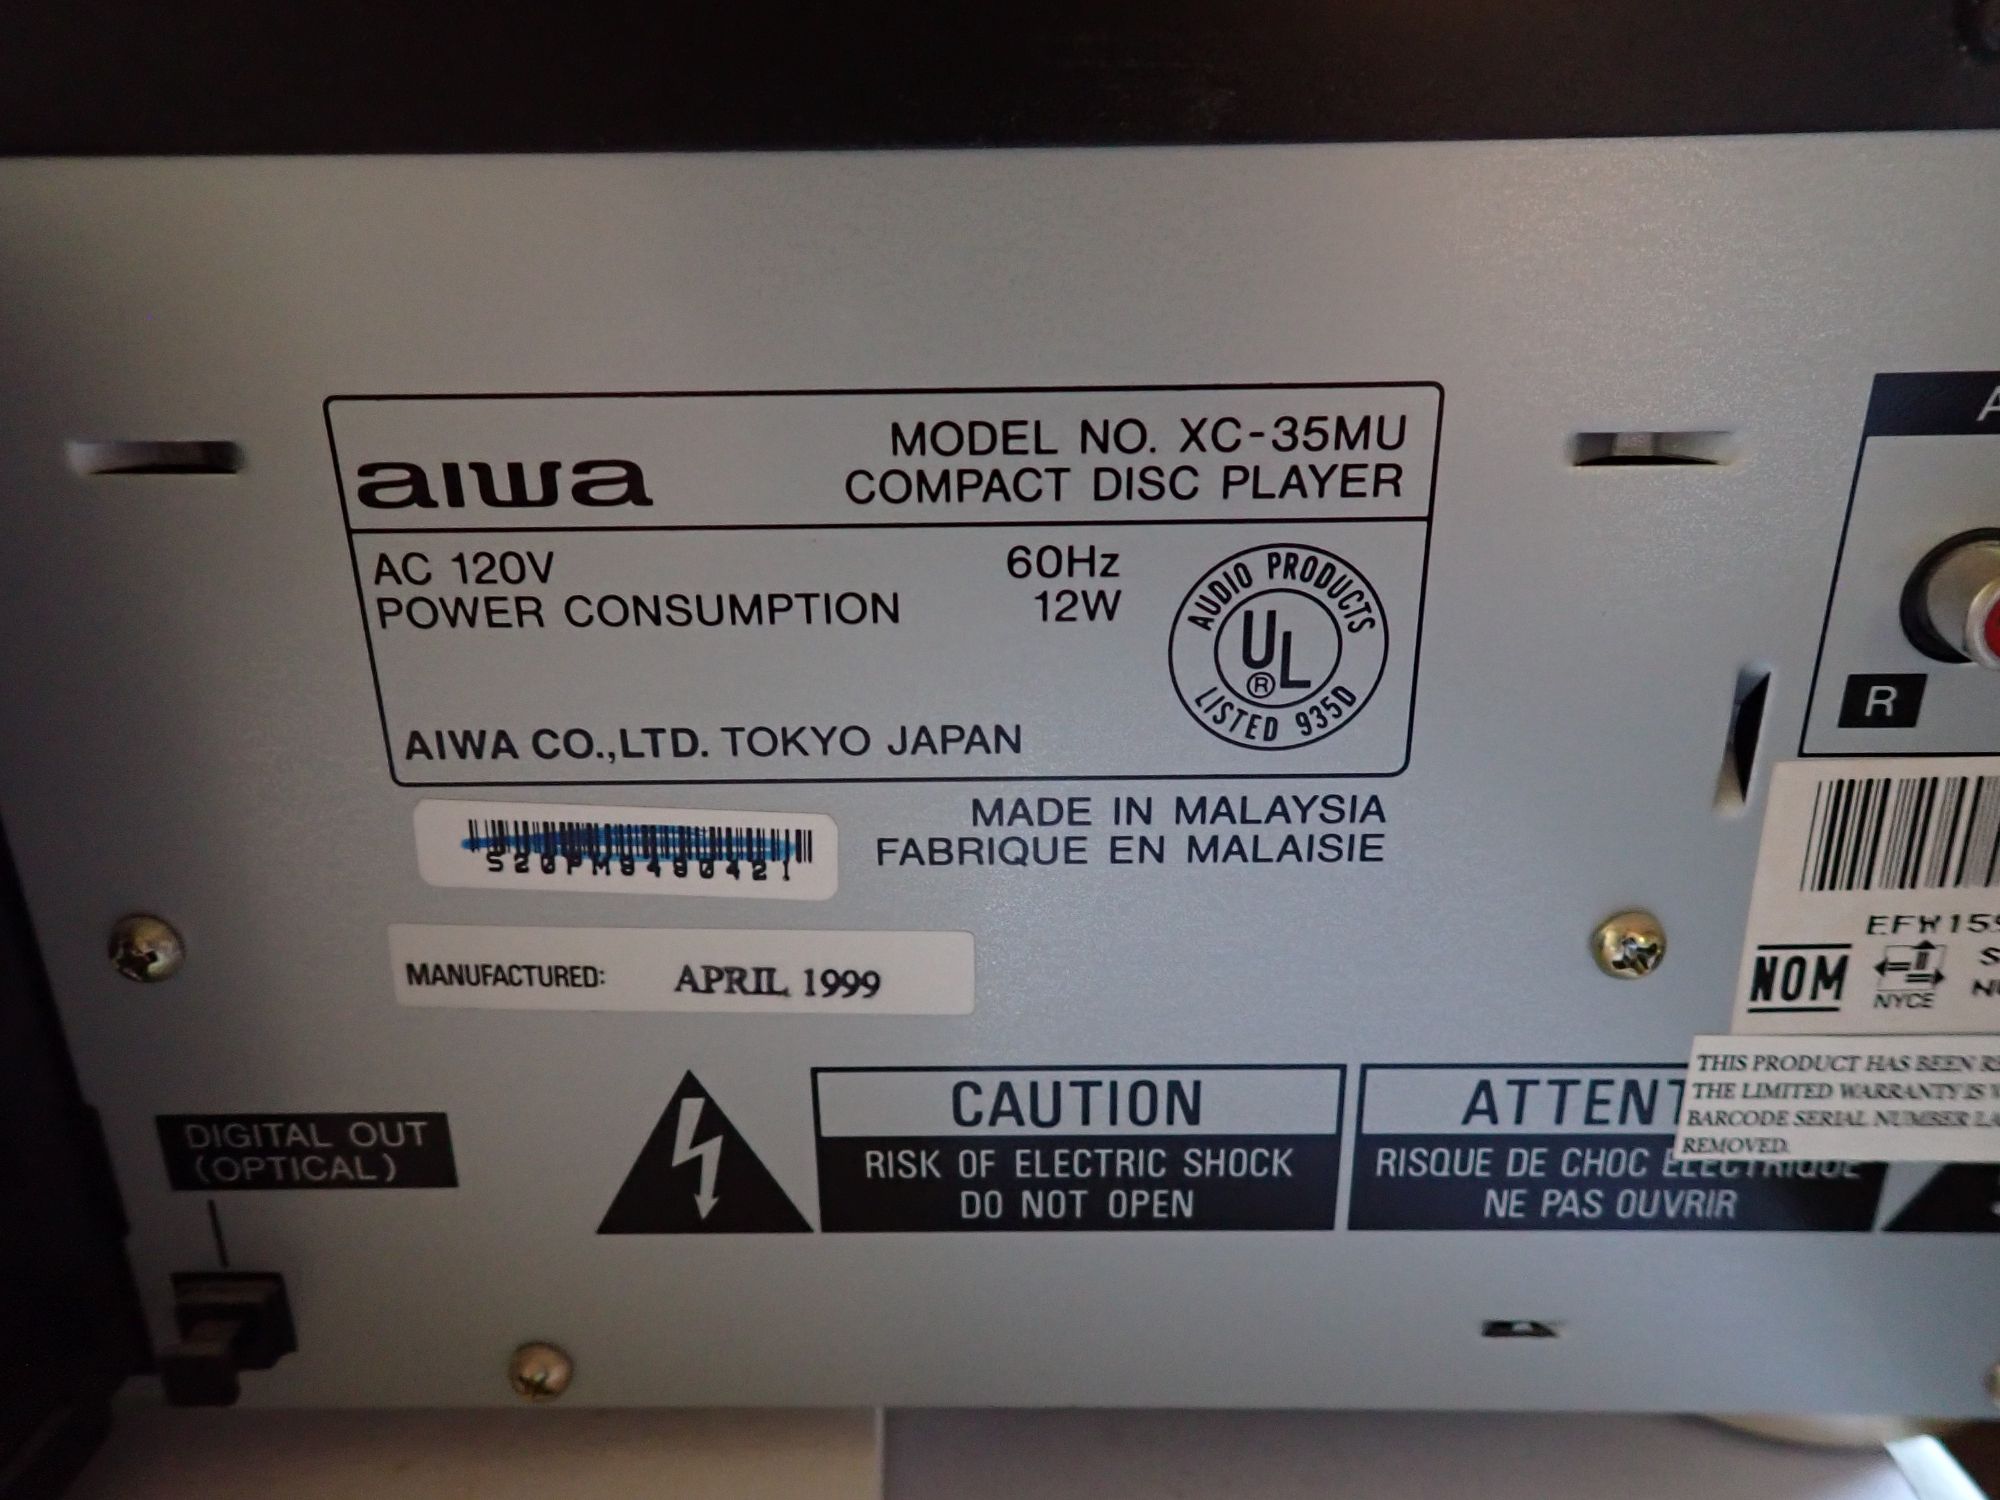 aiwa
MODEL NO. XC-35MU
COMPACT DISC PLAYER
AC 120V 60Hz
POWER CONSUMPTION 12W
AUDIO PRODUCTS
UL
®
LISTED 935D
AIWA CO.,LTD. TOKYO JAPAN
MADE IN MALAYSIA
FABRIQUE EN MALAISIE
MANUFACTURED: APRIL 1999
R
NOM
NYCE
THIS PRODUCT HAS BEEN
THE LIMITED WARRANTY IS
BARCODE SERIAL NUMBER
REMOVED.
DIGITAL OUT
(OPTICAL)
CAUTION
RISK OF ELECTRIC SHOCK
DO NOT OPEN
ATTENT
RISQUE DE CHOC ELECTRIQUE
NE PAS OUVRIR